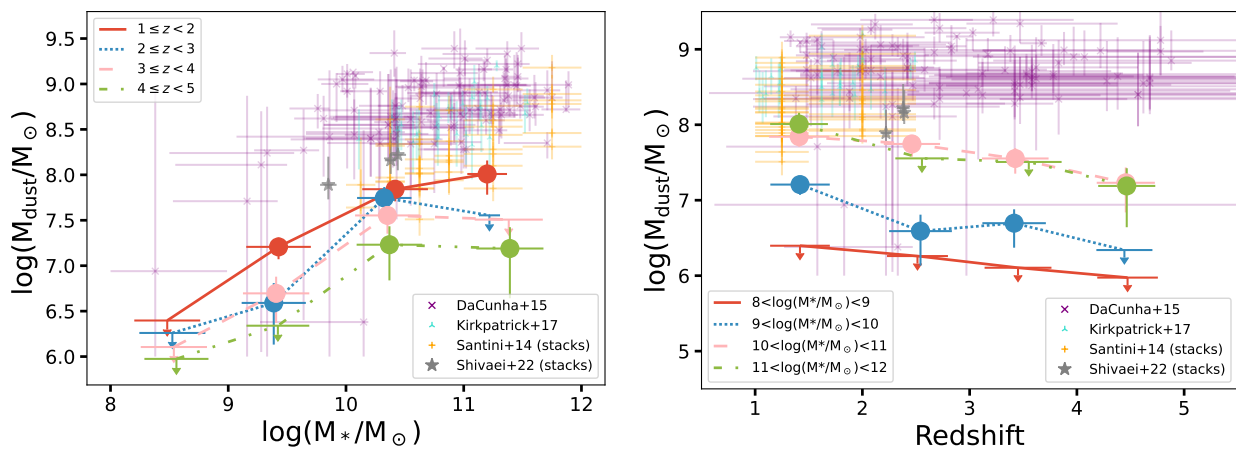 1 ≤ z < 2
2 ≤ z < 3
3 ≤ z < 4
4 ≤ z < 5
9.5
9.0
8.5
8.0
7.5
7.0
6.5
6.0
log(M_dust/M_⊙)
DaCunha+15
Kirkpatrick+17
Santini+14 (stacks)
Shivaei+22 (stacks)
8
9
10
11
12
log(M_*/M_⊙)
9
8
7
6
5
log(M_dust/M_⊙)
8<log(M*/M_⊙)<9
9<log(M*/M_⊙)<10
10<log(M*/M_⊙)<11
11<log(M*/M_⊙)<12
DaCunha+15
Kirkpatrick+17
Santini+14 (stacks)
Shivaei+22 (stacks)
1
2
3
4
5
Redshift